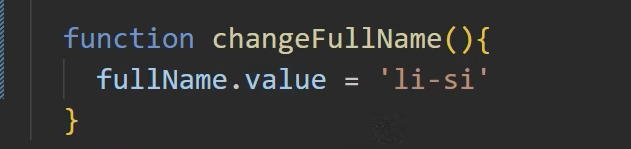 function changeFullName(){
  fullName.value = 'li-si'
}